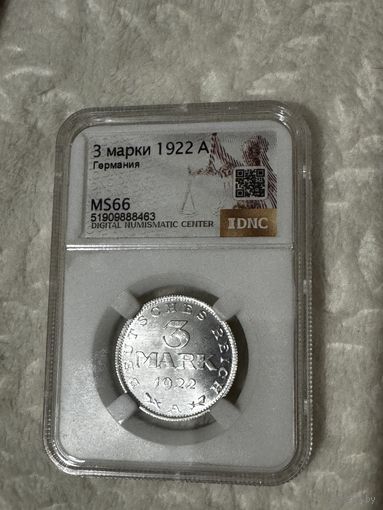 3 марки 1922 A
Германия
MS66
51909888463
DIGITAL NUMISMATIC CENTER
DNC
DEUTSCHES REICH
3
MARK
1922
A